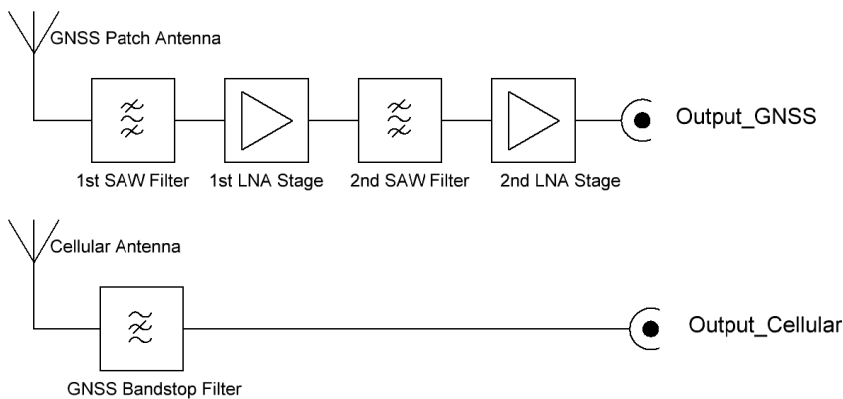 GNSS Patch Antenna
Output_GNSS
1st SAW Filter
1st LNA Stage
2nd SAW Filter
2nd LNA Stage
Cellular Antenna
Output_Cellular
GNSS Bandstop Filter